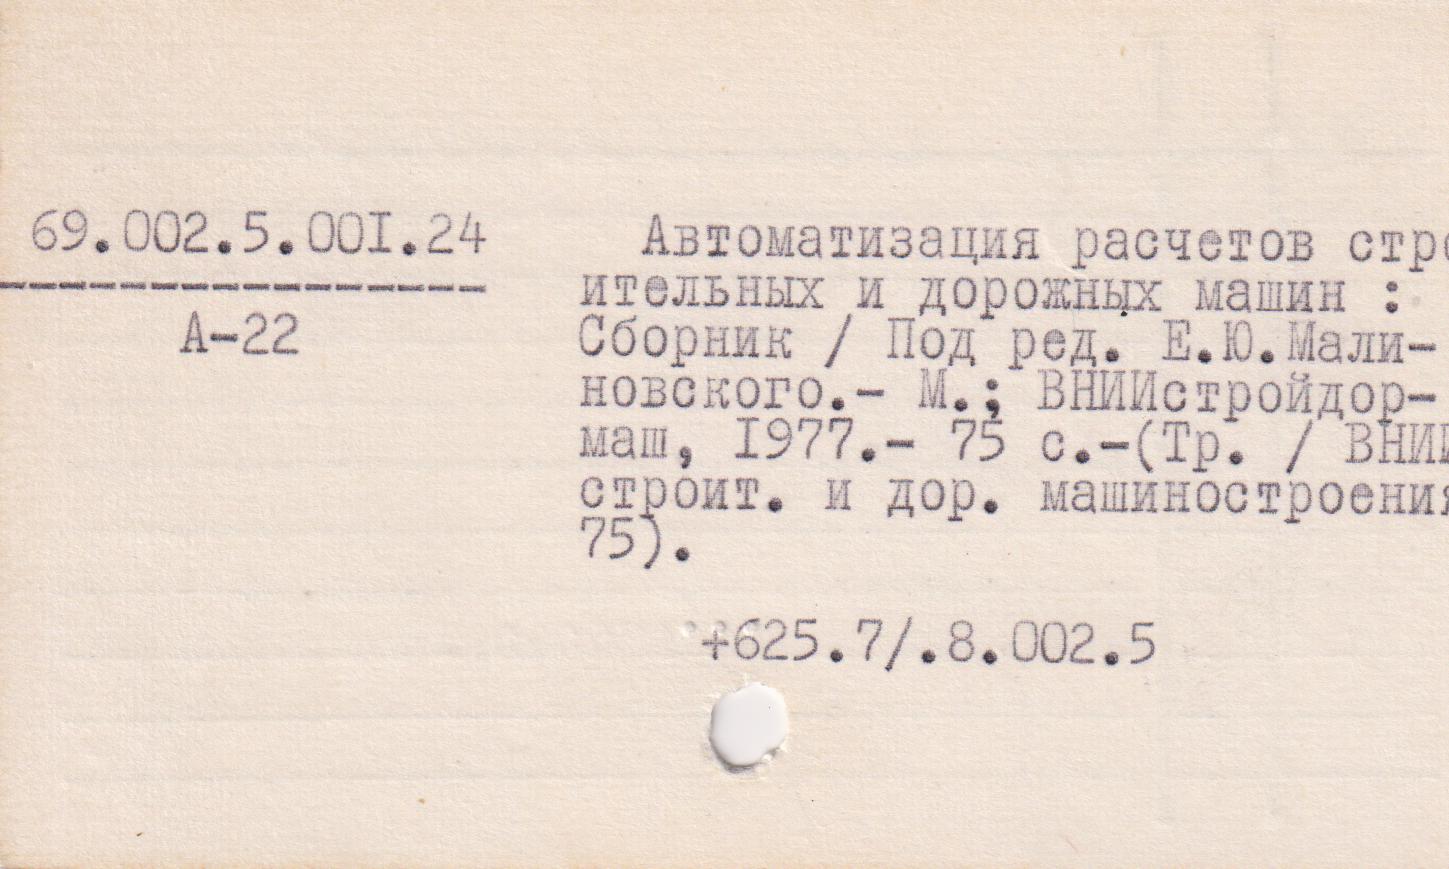 69.002.5.00I.24
-----------------
А-22
Автоматизация расчетов стро
ительных и дорожных машин :
Сборник / Под ред. Е.Ю.Мали-
новского.- М.; ВНИИстройдор-
маш, I977.- 75 с.-(Тр. / ВНИИ
строит. и дор. машиностроения
75).
+625.7/.8.002.5